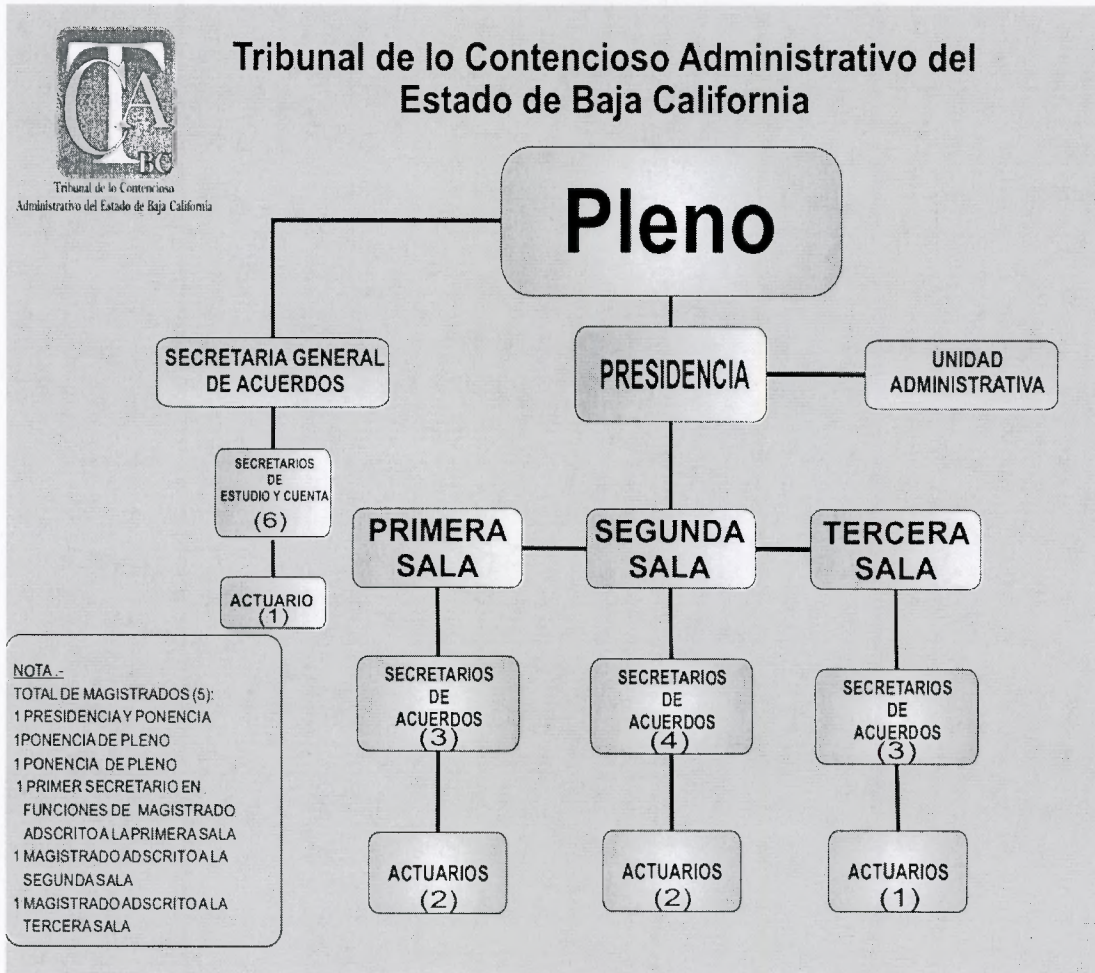 Tribunal de lo Contencioso Administrativo del
Estado de Baja California
TCA
BC
Tribunal de lo Contencioso
Administrativo del Estado de Baja California
Pleno
SECRETARIA GENERAL
DE ACUERDOS
PRESIDENCIA
UNIDAD
ADMINISTRATIVA
SECRETARIOS
DE
ESTUDIO Y CUENTA
(6)
ACTUARIO
(1)
PRIMERA
SALA
SEGUNDA
SALA
TERCERA
SALA
SECRETARIOS
DE
ACUERDOS
(3)
SECRETARIOS
DE
ACUERDOS
(4)
SECRETARIOS
DE
ACUERDOS
(3)
ACTUARIOS
(2)
ACTUARIOS
(2)
ACTUARIOS
(1)
NOTA.-
TOTAL DE MAGISTRADOS (5):
1 PRESIDENCIA Y PONENCIA
1 PONENCIA DE PLENO
1 PONENCIA DE PLENO
1 PRIMER SECRETARIO EN
FUNCIONES DE MAGISTRADO
ADSCRITO A LA PRIMERA SALA
1 MAGISTRADO ADSCRITO A LA
SEGUNDA SALA
1 MAGISTRADO ADSCRITO A LA
TERCERA SALA